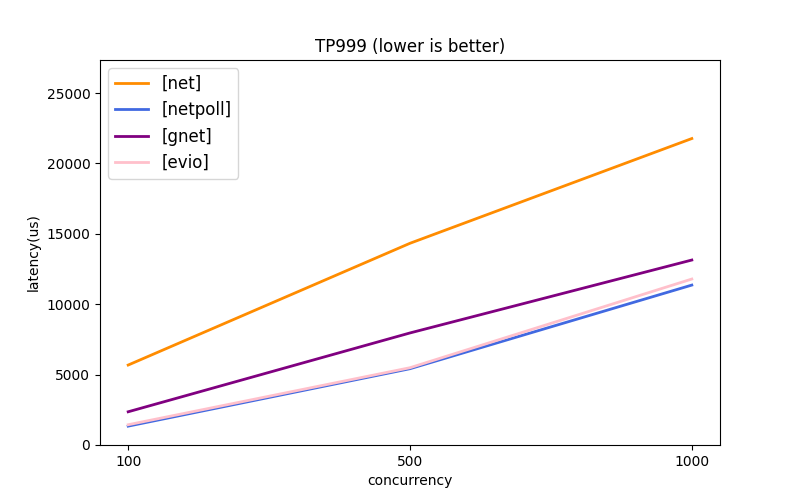 TP999 (lower is better)
[net]
[netpoll]
[gnet]
[evio]
25000
20000
15000
10000
5000
0
latency(us)
100
500
1000
concurrency